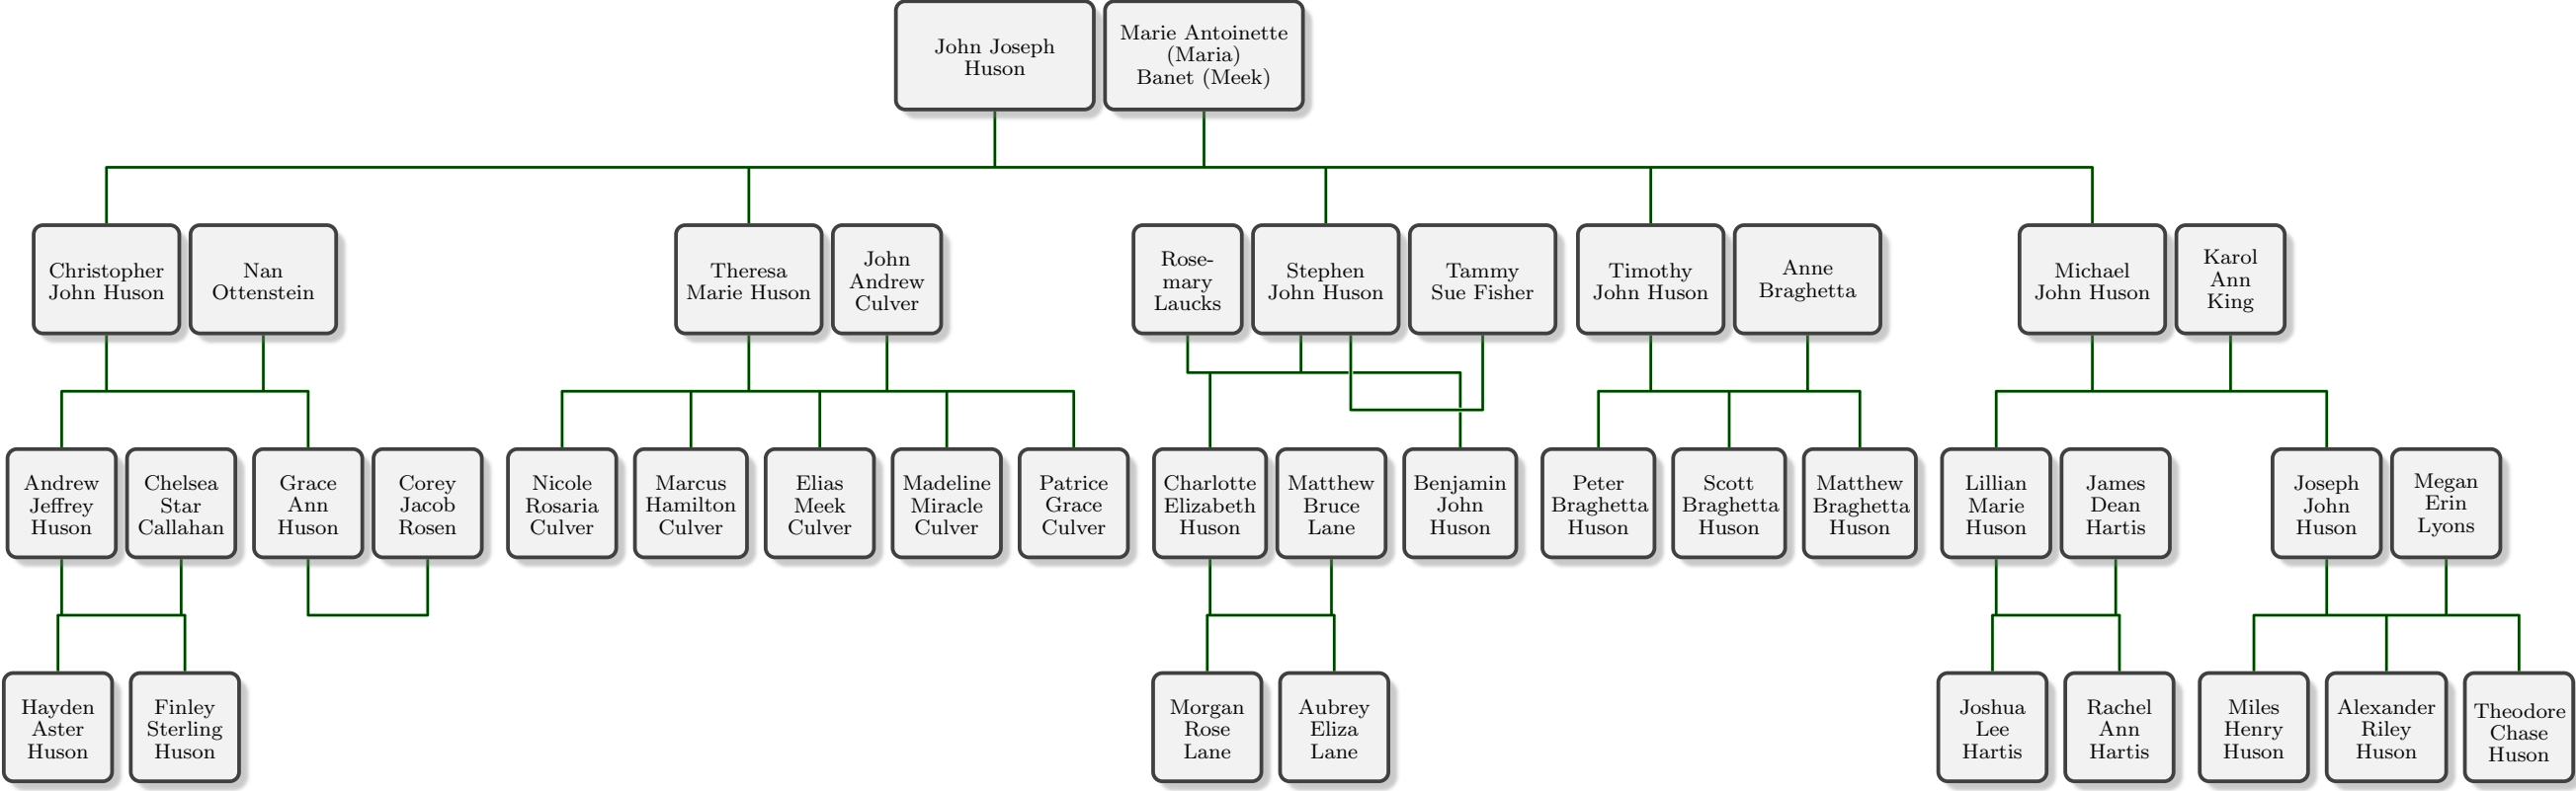 John Joseph
Huson
Marie Antoinette
(Maria)
Banet (Meek)
Christopher
John Huson
Nan
Ottenstein
Theresa
Marie Huson
John
Andrew
Culver
Rose-
mary
Laucks
Stephen
John Huson
Tammy
Sue Fisher
Timothy
John Huson
Anne
Braghetta
Michael
John Huson
Karol
Ann
King
Andrew
Jeffrey
Huson
Chelsea
Star
Callahan
Grace
Ann
Huson
Corey
Jacob
Rosen
Nicole
Rosaria
Culver
Marcus
Hamilton
Culver
Elias
Meek
Culver
Madeline
Miracle
Culver
Patrice
Grace
Culver
Charlotte
Elizabeth
Huson
Matthew
Bruce
Lane
Benjamin
John
Huson
Peter
Braghetta
Huson
Scott
Braghetta
Huson
Matthew
Braghetta
Huson
Lillian
Marie
Huson
James
Dean
Hartis
Joseph
John
Huson
Megan
Erin
Lyons
Hayden
Aster
Huson
Finley
Sterling
Huson
Morgan
Rose
Lane
Aubrey
Eliza
Lane
Joshua
Lee
Hartis
Rachel
Ann
Hartis
Miles
Henry
Huson
Alexander
Riley
Huson
Theodore
Chase
Huson